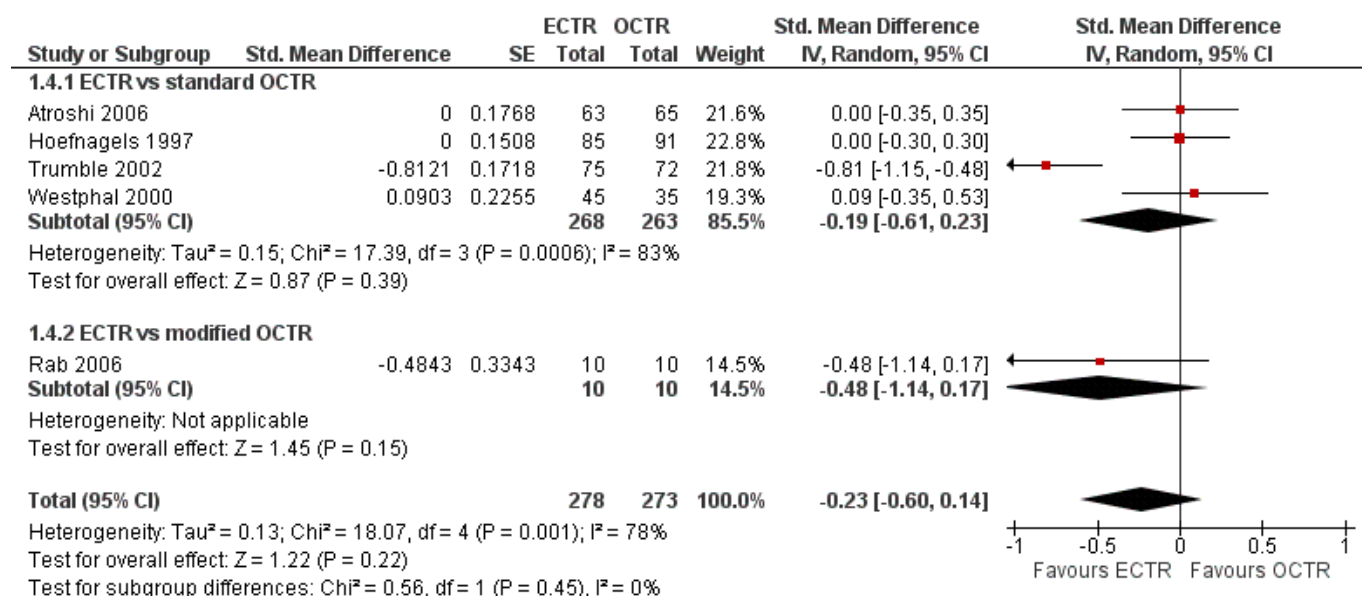 ECTR OCTR Std. Mean Difference Std. Mean Difference
Study or Subgroup Std. Mean Difference SE Total Total Weight IV, Random, 95% CI IV, Random, 95% CI
1.4.1 ECTR vs standard OCTR
Atroshi 2006 0 0.1768 63 65 21.6% 0.00 [-0.35, 0.35]
Hoefnagels 1997 0 0.1508 85 91 22.8% 0.00 [-0.30, 0.30]
Trumble 2002 -0.8121 0.1718 75 72 21.8% -0.81 [-1.15, -0.48]
Westphal 2000 0.0903 0.2255 45 35 19.3% 0.09 [-0.35, 0.53]
Subtotal (95% CI) 268 263 85.5% -0.19 [-0.61, 0.23]
Heterogeneity: Tau² = 0.15; Chi² = 17.39, df = 3 (P = 0.0006); I² = 83%
Test for overall effect: Z = 0.87 (P = 0.39)
1.4.2 ECTR vs modified OCTR
Rab 2006 -0.4843 0.3343 10 10 14.5% -0.48 [-1.14, 0.17]
Subtotal (95% CI) 10 10 14.5% -0.48 [-1.14, 0.17]
Heterogeneity: Not applicable
Test for overall effect: Z = 1.45 (P = 0.15)
Total (95% CI) 278 273 100.0% -0.23 [-0.60, 0.14]
Heterogeneity: Tau² = 0.13; Chi² = 18.07, df = 4 (P = 0.001); I² = 78%
Test for overall effect: Z = 1.22 (P = 0.22)
Test for subgroup differences: Chi² = 0.56, df = 1 (P = 0.45), I² = 0%
-1 -0.5 0 0.5 1
Favours ECTR Favours OCTR